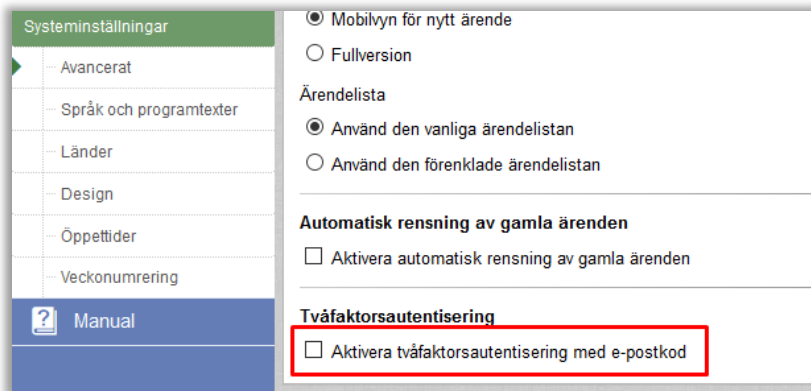 Systeminställningar
Avancerat
Språk och programtexter
Länder
Design
Öppettider
Veckonumrering
Manual
Mobilvyn för nytt ärende
Fullversion
Ärendelista
Använd den vanliga ärendelistan
Använd den förenklade ärendelistan
Automatisk rensning av gamla ärenden
Aktivera automatisk rensning av gamla ärenden
Tvåfaktorsautentisering
Aktivera tvåfaktorsautentisering med e-postkod